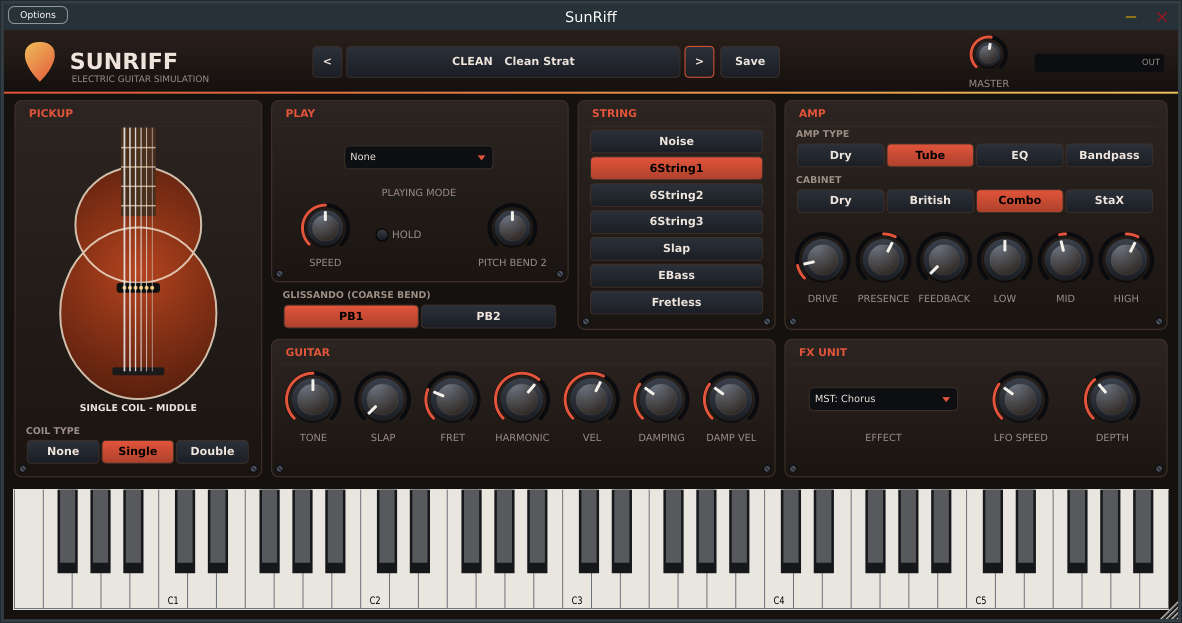 Options
SunRiff
SUNRIFF
ELECTRIC GUITAR SIMULATION
<
CLEAN Clean Strat
>
Save
MASTER
OUT
PICKUP
SINGLE COIL - MIDDLE
COIL TYPE
None Single Double
PLAY
None
PLAYING MODE
HOLD
SPEED
PITCH BEND 2
GLISSANDO (COARSE BEND)
PB1 PB2
STRING
Noise
6String1
6String2
6String3
Slap
EBass
Fretless
AMP
AMP TYPE
Dry Tube EQ Bandpass
CABINET
Dry British Combo StaX
DRIVE PRESENCE FEEDBACK LOW MID HIGH
GUITAR
TONE SLAP FRET HARMONIC VEL DAMPING DAMP VEL
FX UNIT
MST: Chorus
EFFECT LFO SPEED DEPTH
C1 C2 C3 C4 C5